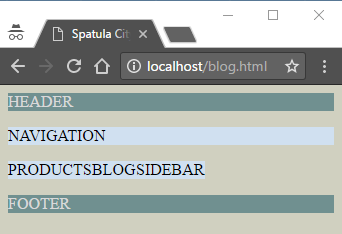 Spatula Cit
localhost/blog.html
HEADER
NAVIGATION
PRODUCTSBLOGSIDEBAR
FOOTER